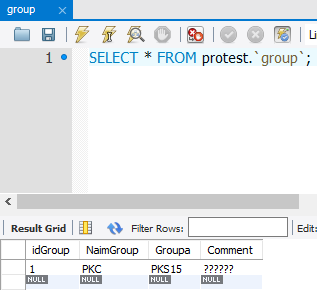 group
Li
1
SELECT * FROM protest.`group`;
Result Grid
Filter Rows:
Edit:
idGroup NaimGroup Groupa Comment
1 PKC PKS15 ??????
NULL NULL NULL NULL